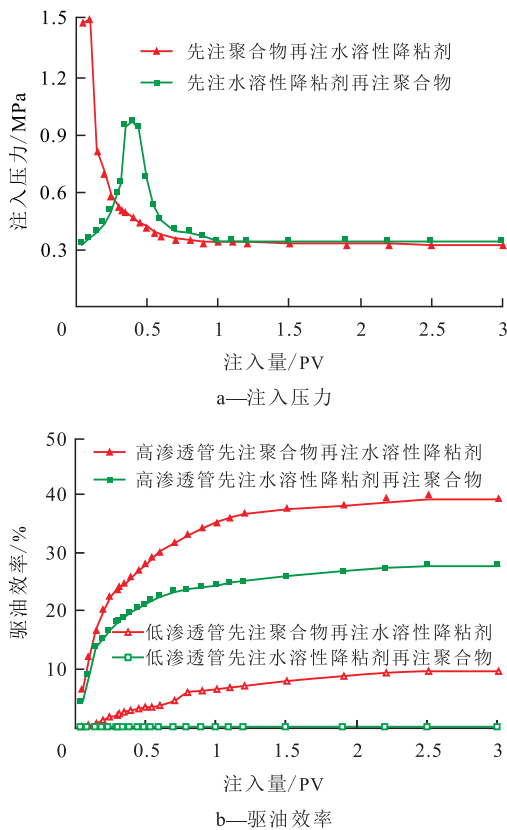 1.5
先注聚合物再注水溶性降粘剂
先注水溶性降粘剂再注聚合物
1.2
0.9
0.6
0.3
注入压力/MPa
0 0.5 1 1.5 2 2.5 3
注入量/PV
a—注入压力
50
高渗透管先注聚合物再注水溶性降粘剂
高渗透管先注水溶性降粘剂再注聚合物
40
30
20
低渗透管先注聚合物再注水溶性降粘剂
低渗透管先注水溶性降粘剂再注聚合物
10
驱油效率/%
0 0.5 1 1.5 2 2.5 3
注入量/PV
b—驱油效率